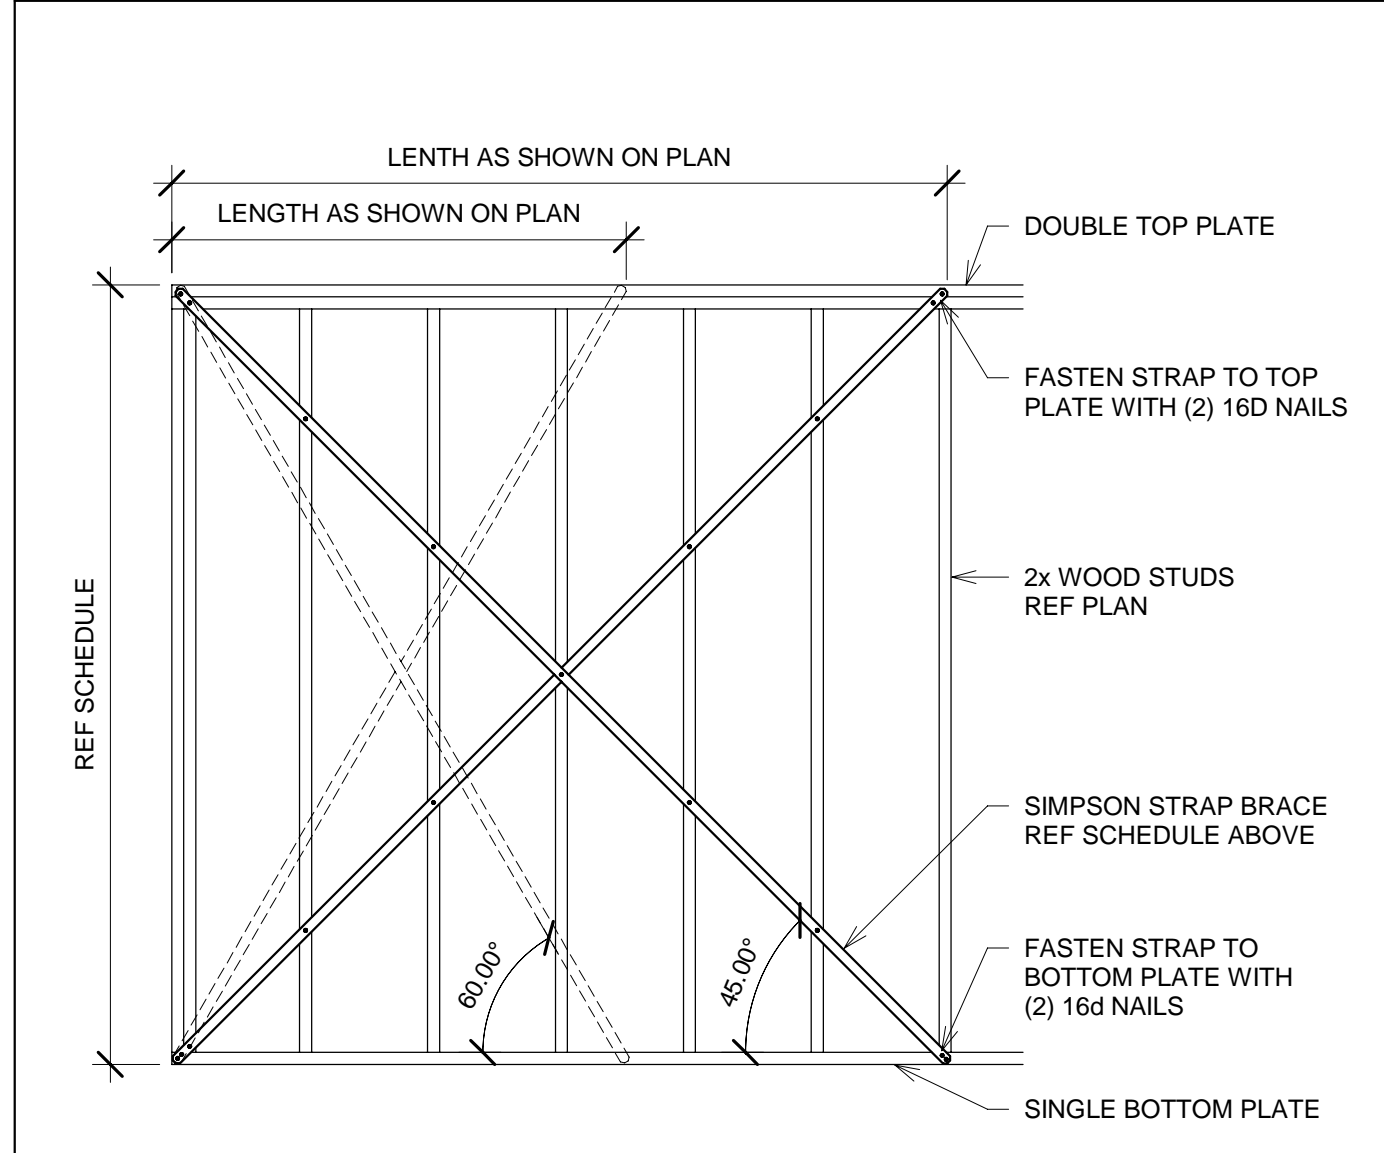 LENTH AS SHOWN ON PLAN
LENGTH AS SHOWN ON PLAN
DOUBLE TOP PLATE
FASTEN STRAP TO TOP
PLATE WITH (2) 16D NAILS
2x WOOD STUDS
REF PLAN
REF SCHEDULE
SIMPSON STRAP BRACE
REF SCHEDULE ABOVE
60.00°
45.00°
FASTEN STRAP TO
BOTTOM PLATE WITH
(2) 16d NAILS
SINGLE BOTTOM PLATE